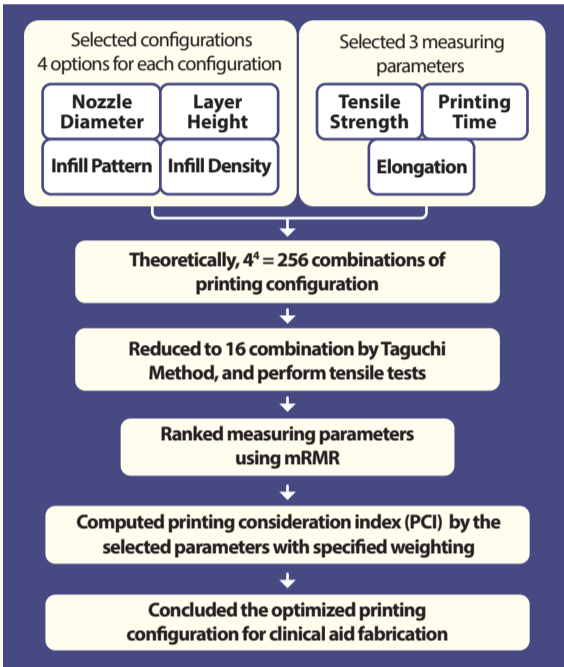 Selected configurations
4 options for each configuration
Nozzle
Diameter
Layer
Height
Infill Pattern
Infill Density
Selected 3 measuring
parameters
Tensile
Strength
Printing
Time
Elongation
Theoretically, 4⁴ = 256 combinations of
printing configuration
Reduced to 16 combination by Taguchi
Method, and perform tensile tests
Ranked measuring parameters
using mRMR
Computed printing consideration index (PCI) by the
selected parameters with specified weighting
Concluded the optimized printing
configuration for clinical aid fabrication